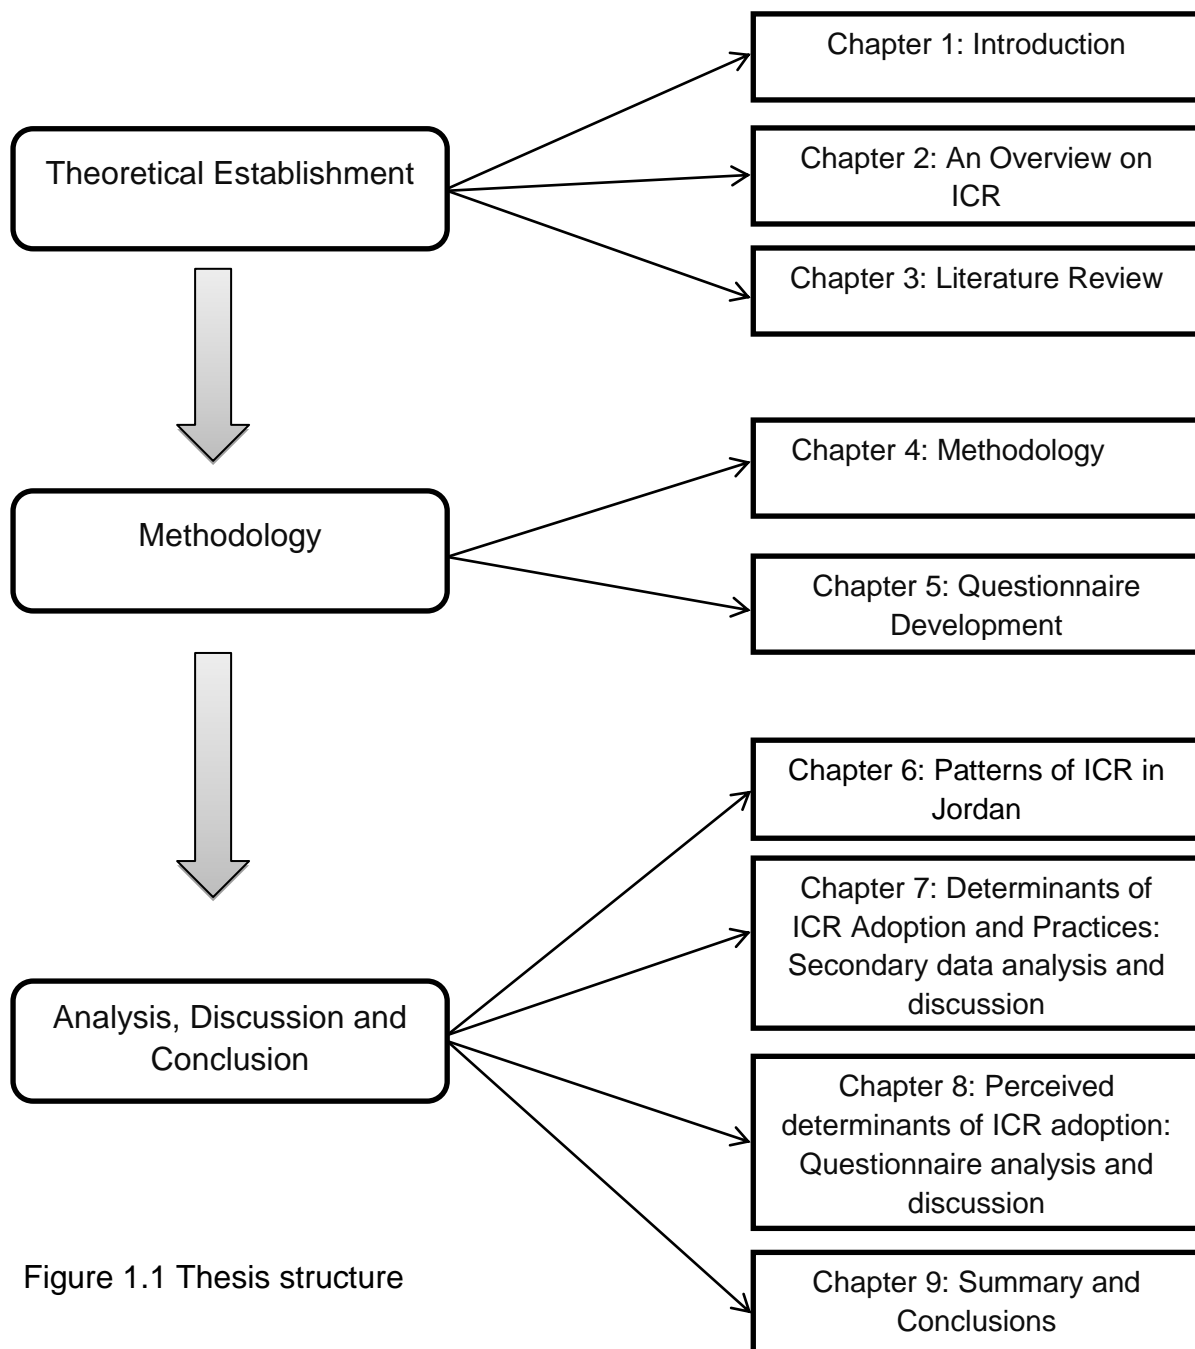 Chapter 1: Introduction
Theoretical Establishment
Chapter 2: An Overview on
ICR
Chapter 3: Literature Review
Methodology
Chapter 4: Methodology
Chapter 5: Questionnaire
Development
Analysis, Discussion and
Conclusion
Chapter 6: Patterns of ICR in
Jordan
Chapter 7: Determinants of
ICR Adoption and Practices:
Secondary data analysis and
discussion
Chapter 8: Perceived
determinants of ICR adoption:
Questionnaire analysis and
discussion
Chapter 9: Summary and
Conclusions
Figure 1.1 Thesis structure